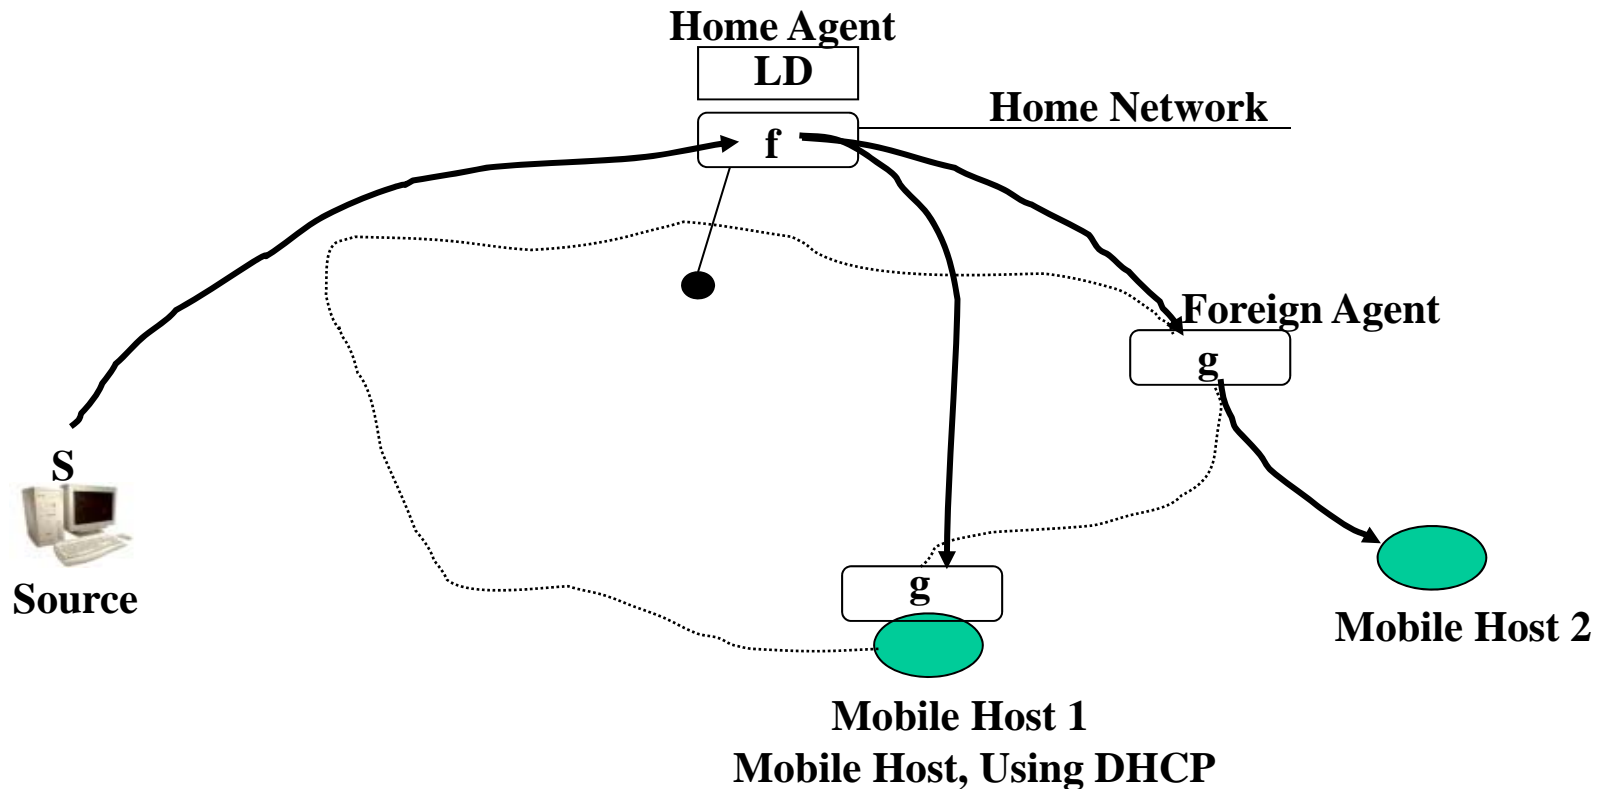 Home Agent
LD
Home Network
f
Foreign Agent
g
S
Source
g
Mobile Host 2
Mobile Host 1
Mobile Host, Using DHCP